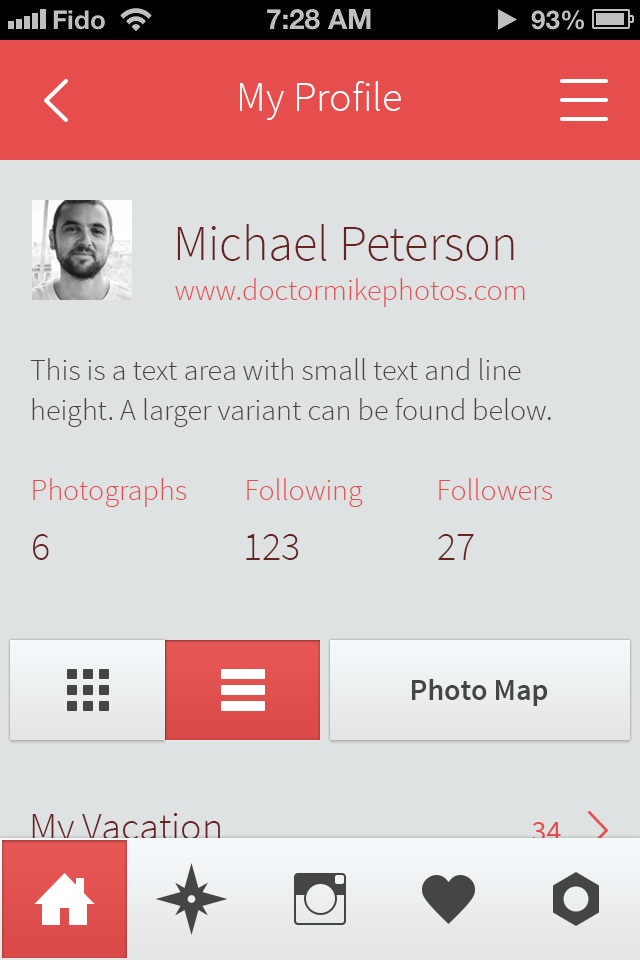 Fido 7:28 AM 93%
My Profile
Michael Peterson
www.doctormikephotos.com
This is a text area with small text and line
height. A larger variant can be found below.
Photographs Following Followers
6 123 27
Photo Map
My Vacation 34